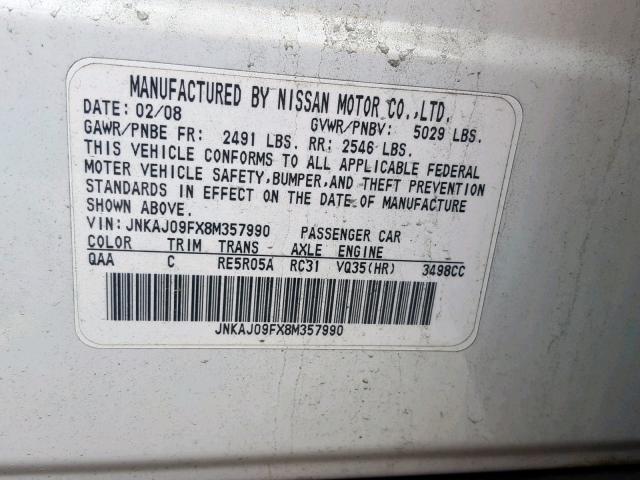 MANUFACTURED BY NISSAN MOTOR CO.,LTD.
DATE: 02/08 GVWR/PNBV: 5029 LBS.
GAWR/PNBE FR: 2491 LBS. RR: 2546 LBS.
THIS VEHICLE CONFORMS TO ALL APPLICABLE FEDERAL
MOTER VEHICLE SAFETY,BUMPER,AND THEFT PREVENTION
STANDARDS IN EFFECT ON THE DATE OF MANUFACTURE
SHOWN ABOVE.
VIN:JNKAJ09FX8M357990 PASSENGER CAR
COLOR TRIM TRANS AXLE ENGINE
QAA C RE5R05A RC31 VQ35(HR) 3498CC
JNKAJ09FX8M357990